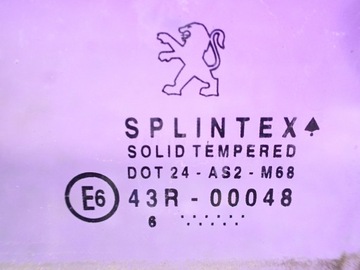 SPLINTEX
SOLID TEMPERED
DOT 24 - AS2 - M68
E6 43R - 00048
6